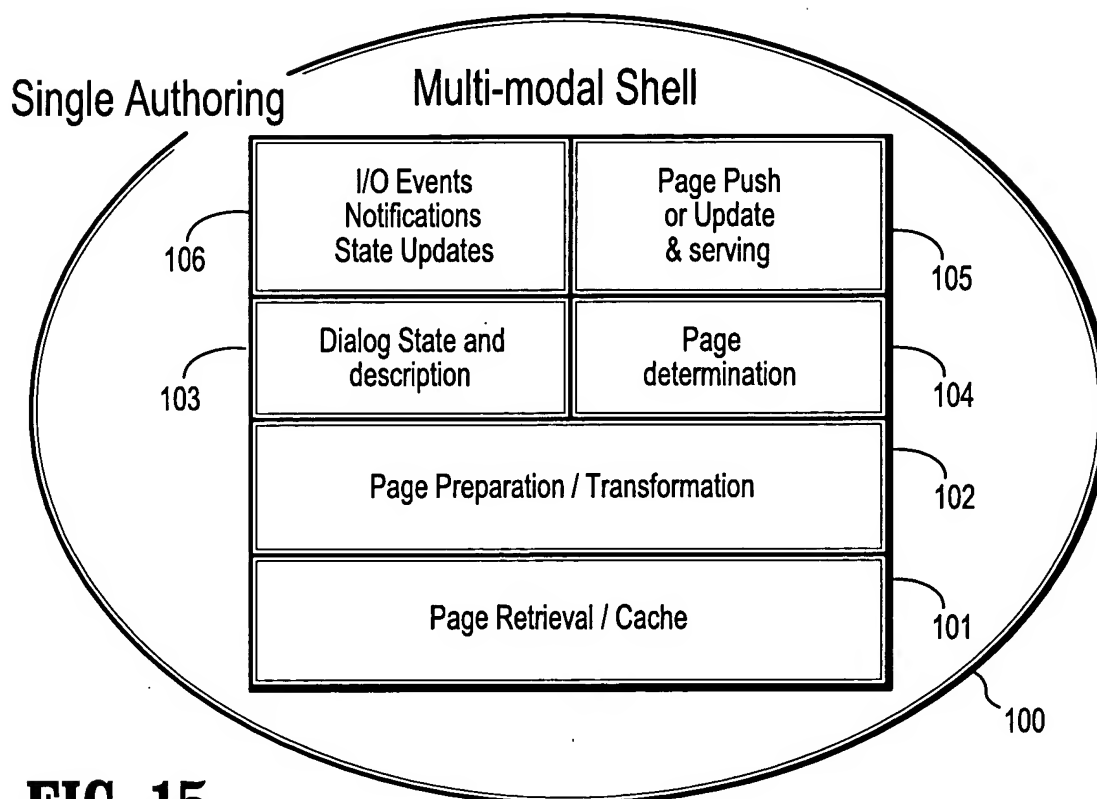 Single Authoring
Multi-modal Shell
I/O Events
Notifications
State Updates
Page Push
or Update
& serving
106
105
Dialog State and
description
Page
determination
103
104
Page Preparation / Transformation
102
Page Retrieval / Cache
101
100
FIG. 15